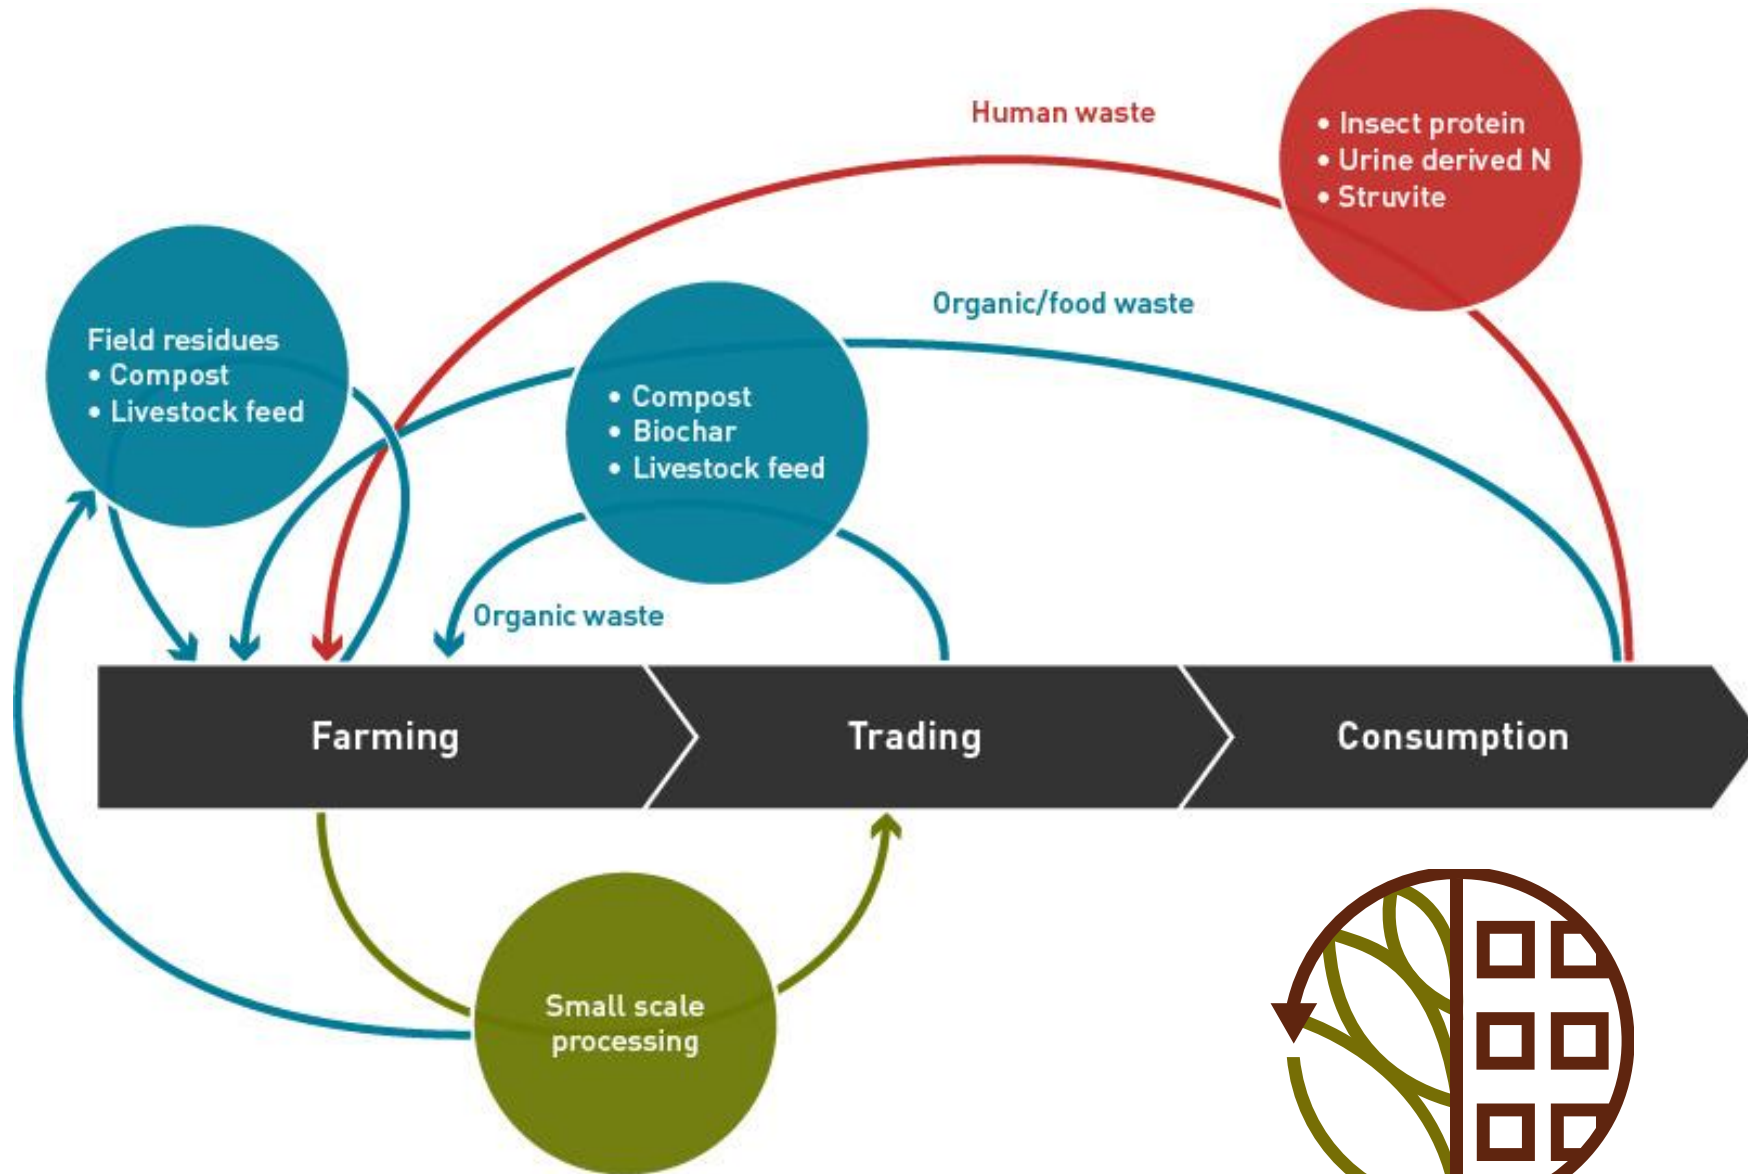 Human waste
• Insect protein
• Urine derived N
• Struvite
Organic/food waste
Field residues
• Compost
• Livestock feed
• Compost
• Biochar
• Livestock feed
Organic waste
Farming
Trading
Consumption
Small scale
processing